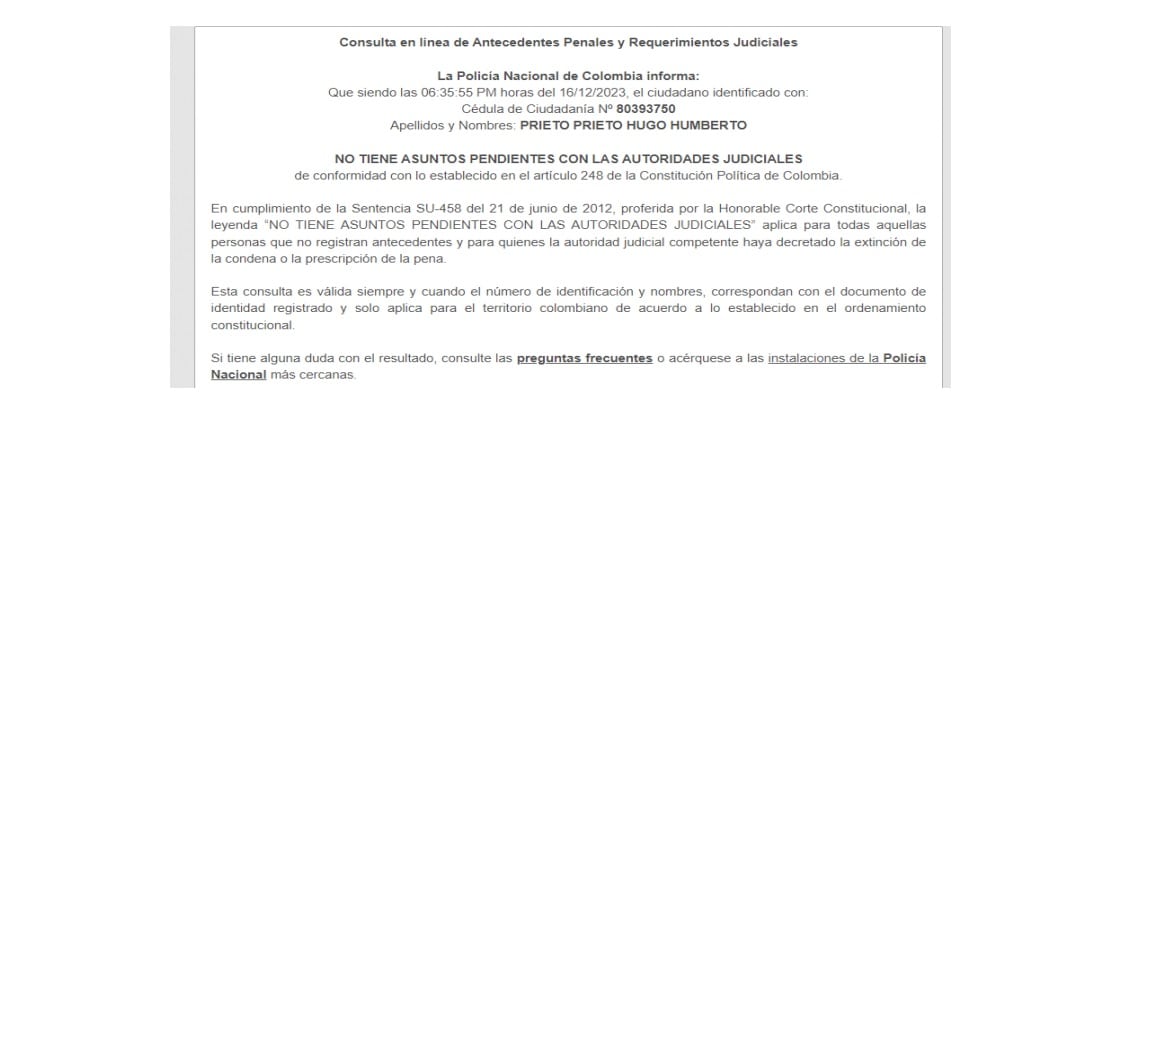 Consulta en línea de Antecedentes Penales y Requerimientos Judiciales
La Policía Nacional de Colombia informa:
Que siendo las 06:35:55 PM horas del 16/12/2023, el ciudadano identificado con:
Cédula de Ciudadanía Nº 80393750
Apellidos y Nombres: PRIETO PRIETO HUGO HUMBERTO
NO TIENE ASUNTOS PENDIENTES CON LAS AUTORIDADES JUDICIALES
de conformidad con lo establecido en el artículo 248 de la Constitución Política de Colombia.
En cumplimiento de la Sentencia SU-458 del 21 de junio de 2012, proferida por la Honorable Corte Constitucional, la
leyenda “NO TIENE ASUNTOS PENDIENTES CON LAS AUTORIDADES JUDICIALES” aplica para todas aquellas
personas que no registran antecedentes y para quienes la autoridad judicial competente haya decretado la extinción de
la condena o la prescripción de la pena.
Esta consulta es válida siempre y cuando el número de identificación y nombres, correspondan con el documento de
identidad registrado y solo aplica para el territorio colombiano de acuerdo a lo establecido en el ordenamiento
constitucional.
Si tiene alguna duda con el resultado, consulte las preguntas frecuentes o acérquese a las instalaciones de la Policía
Nacional más cercanas.